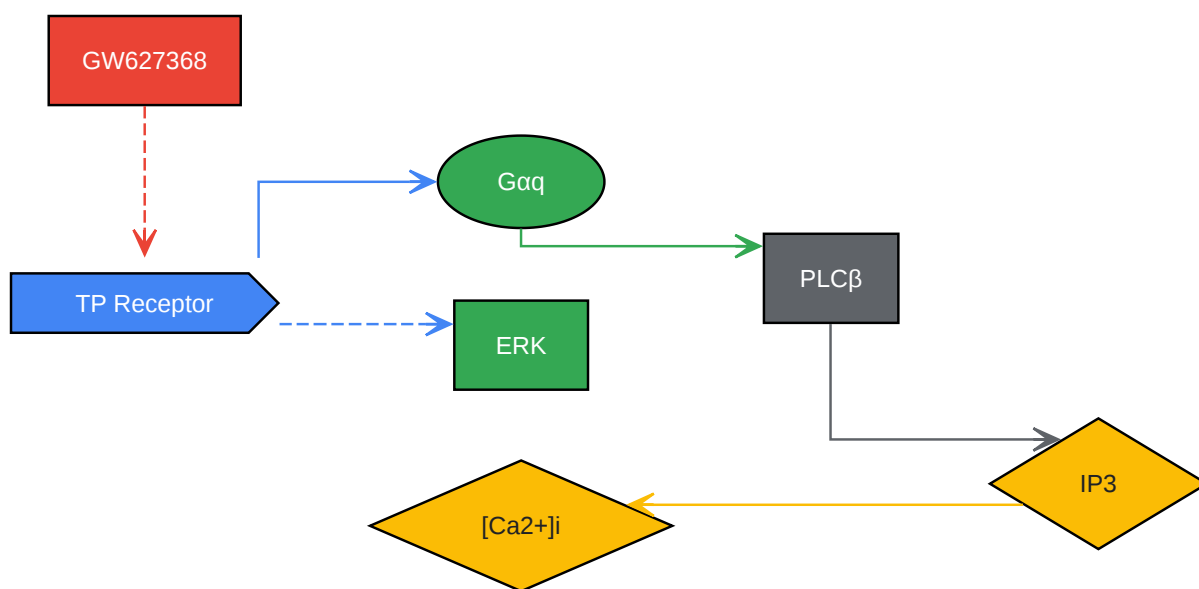 GW627368
Gαq
PLCβ
TP Receptor
ERK
IP3
[Ca2+]i